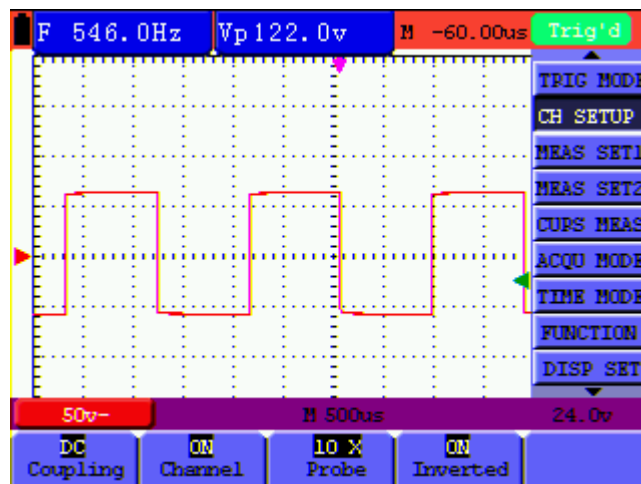 F 546.0Hz Vp122.0v M -60.00us Trig'd
TRIG MODE
CH SETUP
MEAS SET1
MEAS SET2
CURS MEAS
ACQU MODE
TIME MODE
FUNCTION
DISP SET
50v- M 500us 24.0v
DC ON 10 X ON
Coupling Channel Probe Inverted